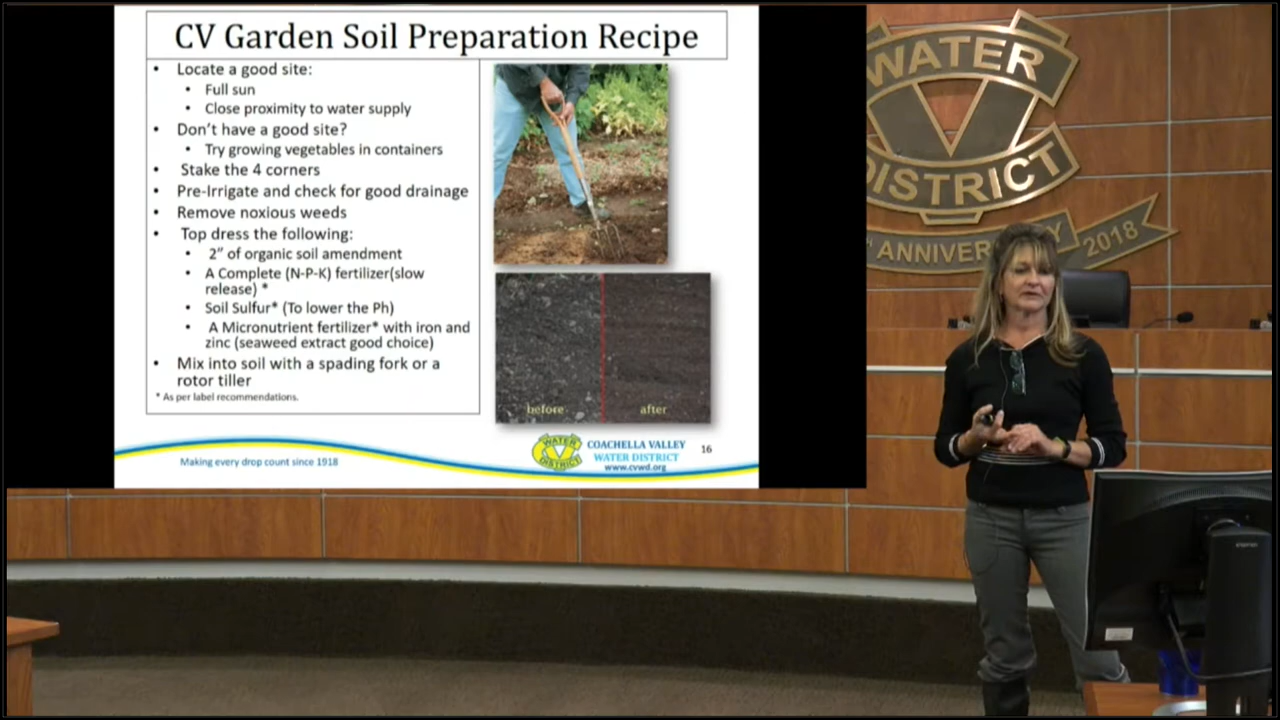 CV Garden Soil Preparation Recipe
• Locate a good site:
• Full sun
• Close proximity to water supply
• Don't have a good site?
• Try growing vegetables in containers
• Stake the 4 corners
• Pre-Irrigate and check for good drainage
• Remove noxious weeds
• Top dress the following:
• 2” of organic soil amendment
• A Complete (N-P-K) fertilizer(slow
release) *
• Soil Sulfur* (To lower the Ph)
• A Micronutrient fertilizer* with iron and
zinc (seaweed extract good choice)
• Mix into soil with a spading fork or a
rotor tiller
* As per label recommendations.
before
after
Making every drop count since 1918
WATER
DISTRICT
COACHELLA VALLEY
WATER DISTRICT
www.cvwd.org
16
WATER
DISTRICT
ANNIVERSARY
2018